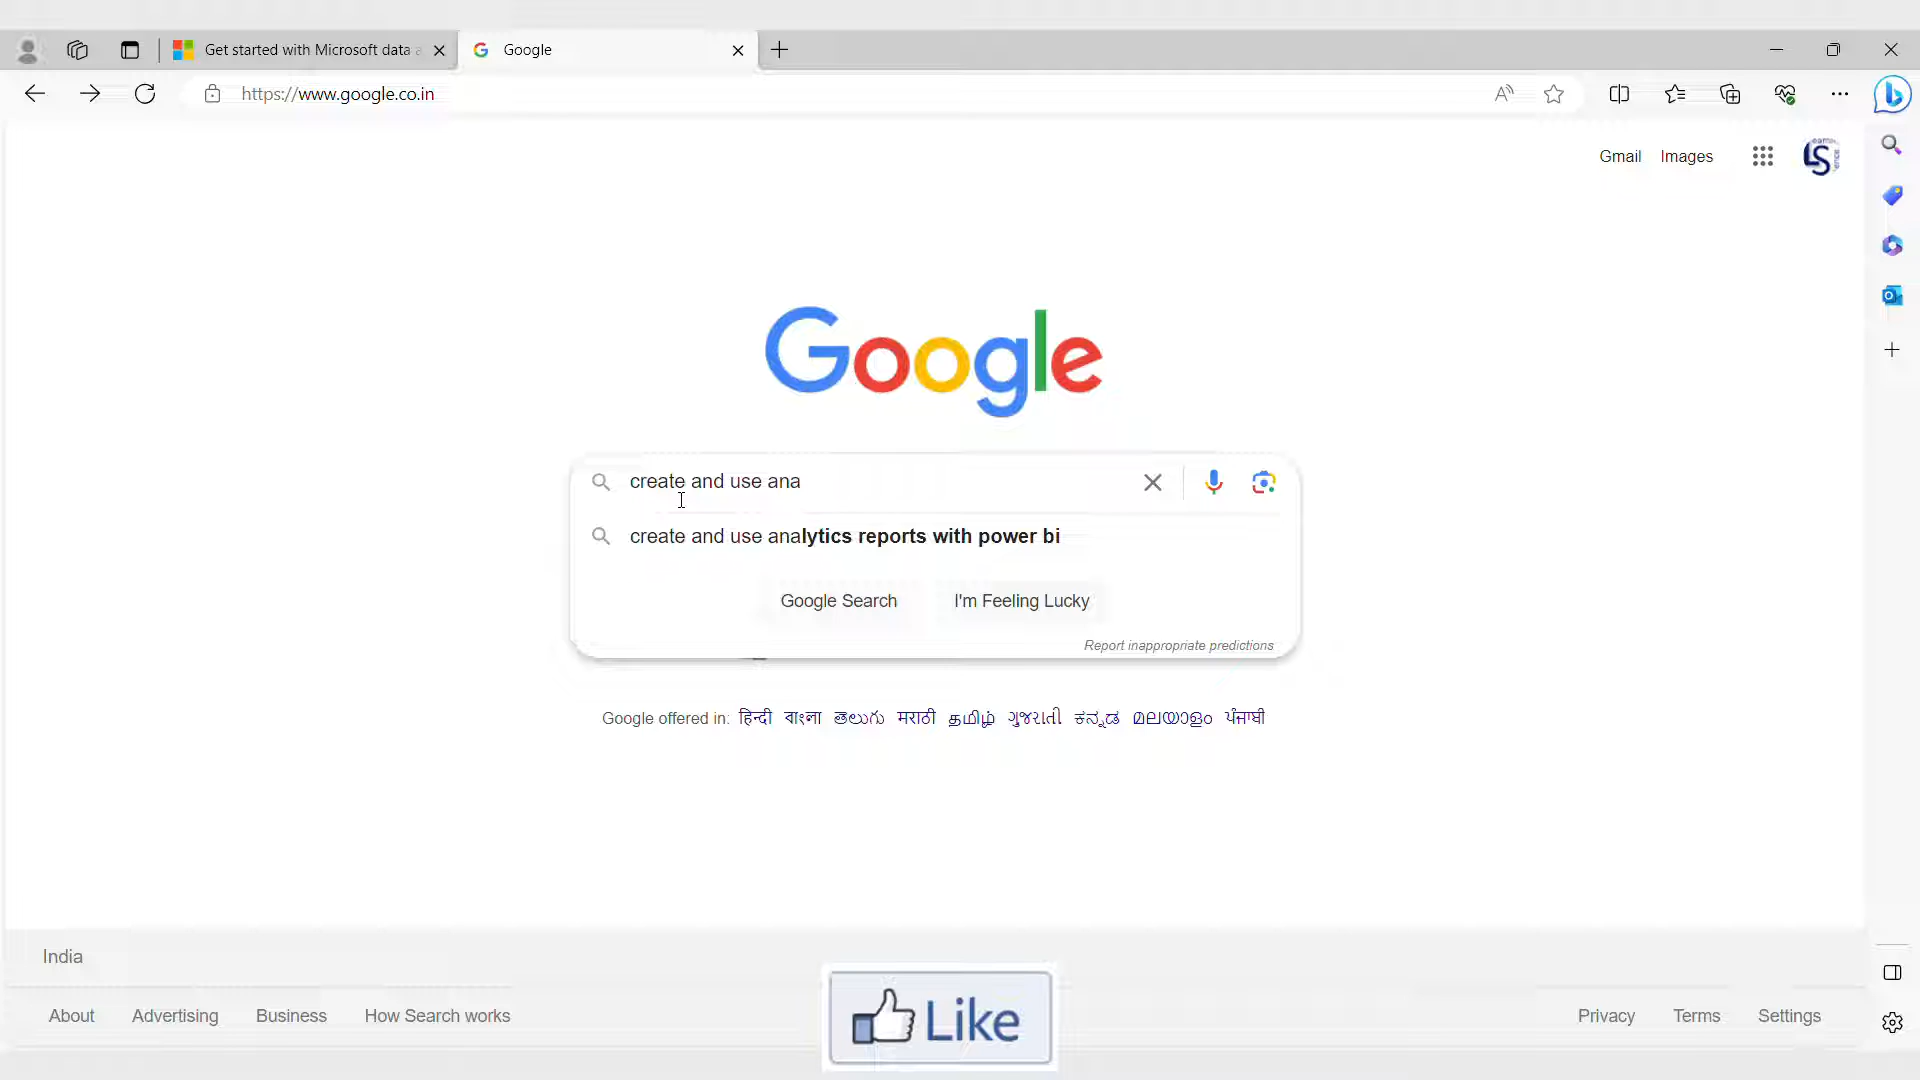 Get started with Microsoft data a
Google
https://www.google.co.in
Gmail Images
Google
create and use ana
create and use analytics reports with power bi
Google Search I'm Feeling Lucky
Report inappropriate predictions
Google offered in: हिन्दी বাংলা తెలుగు मराठी தமிழ் ગુજરાતી ಕನ್ನಡ മലയാളം ਪੰਜਾਬੀ
India
About Advertising Business How Search works Privacy Terms Settings
Like